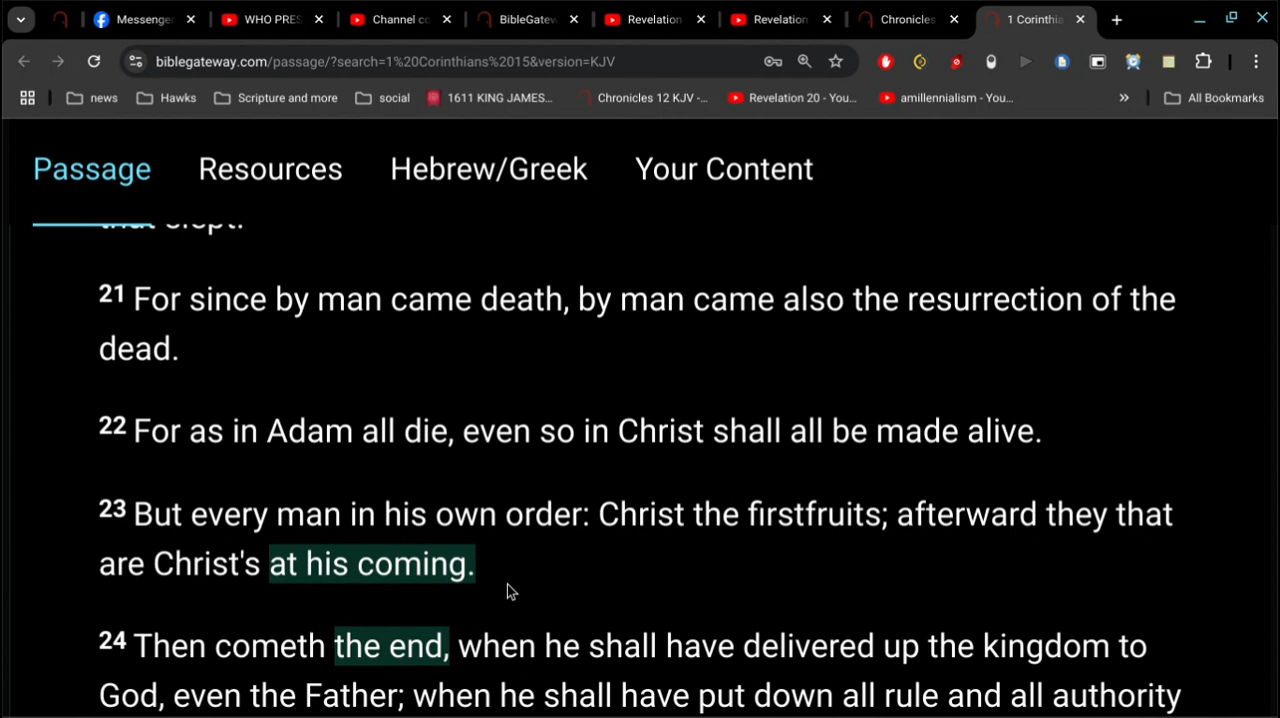 Messenger WHO PRES Channel co BibleGatew Revelation Revelation Chronicles 1 Corinthia
biblegateway.com/passage/?search=1%20Corinthians%2015&version=KJV
news Hawks Scripture and more social 1611 KING JAMES... Chronicles 12 KJV -... Revelation 20 - You... amillennialism - You... » All Bookmarks
Passage Resources Hebrew/Greek Your Content
that slept.
21 For since by man came death, by man came also the resurrection of the
dead.
22 For as in Adam all die, even so in Christ shall all be made alive.
23 But every man in his own order: Christ the firstfruits; afterward they that
are Christ's at his coming.
24 Then cometh the end, when he shall have delivered up the kingdom to
God, even the Father; when he shall have put down all rule and all authority